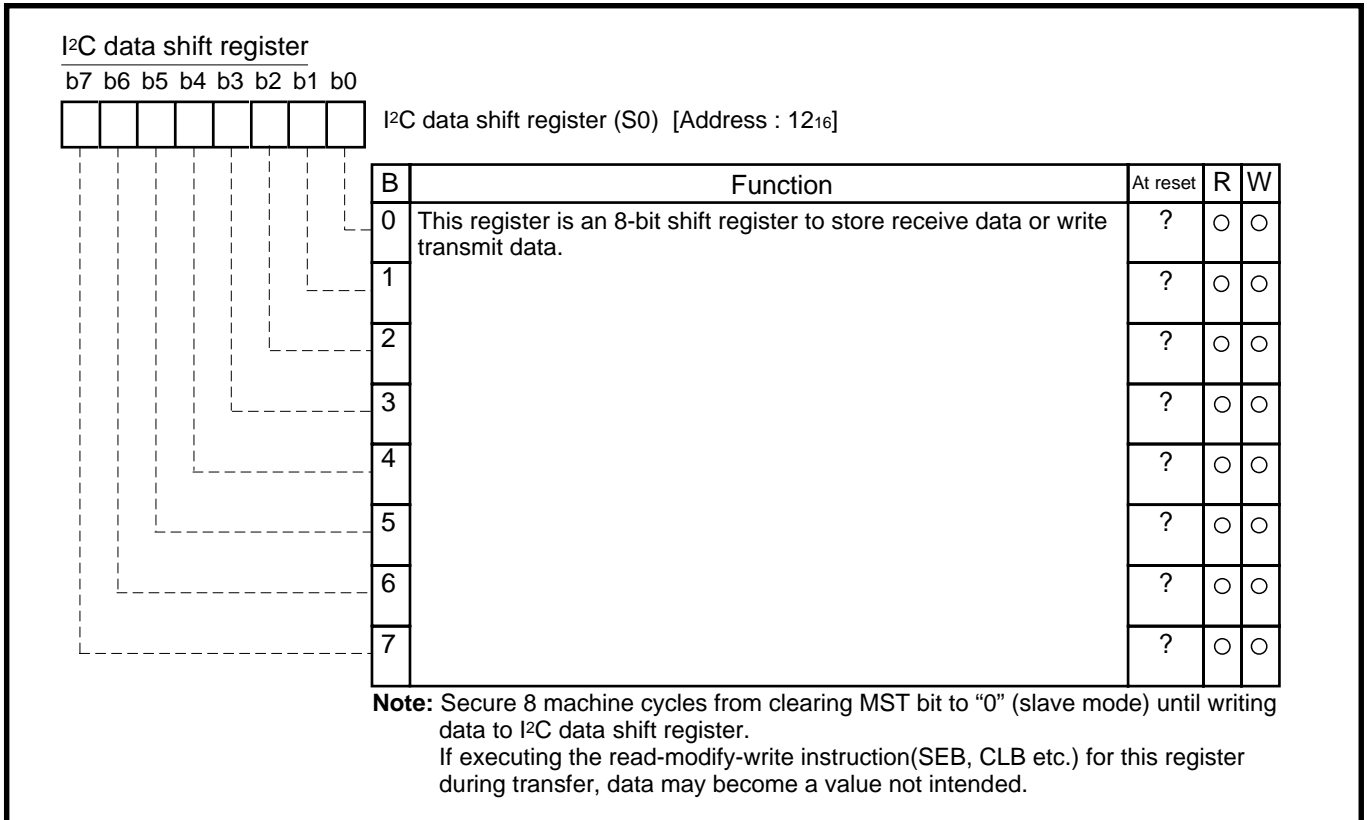 I2C data shift register
b7 b6 b5 b4 b3 b2 b1 b0
I2C data shift register (S0) [Address : 1216]
B Function At reset R W
0 This register is an 8-bit shift register to store receive data or write ? ○ ○
transmit data.
1 ? ○ ○
2 ? ○ ○
3 ? ○ ○
4 ? ○ ○
5 ? ○ ○
6 ? ○ ○
7 ? ○ ○
Note: Secure 8 machine cycles from clearing MST bit to “0” (slave mode) until writing
data to I2C data shift register.
If executing the read-modify-write instruction(SEB, CLB etc.) for this register
during transfer, data may become a value not intended.